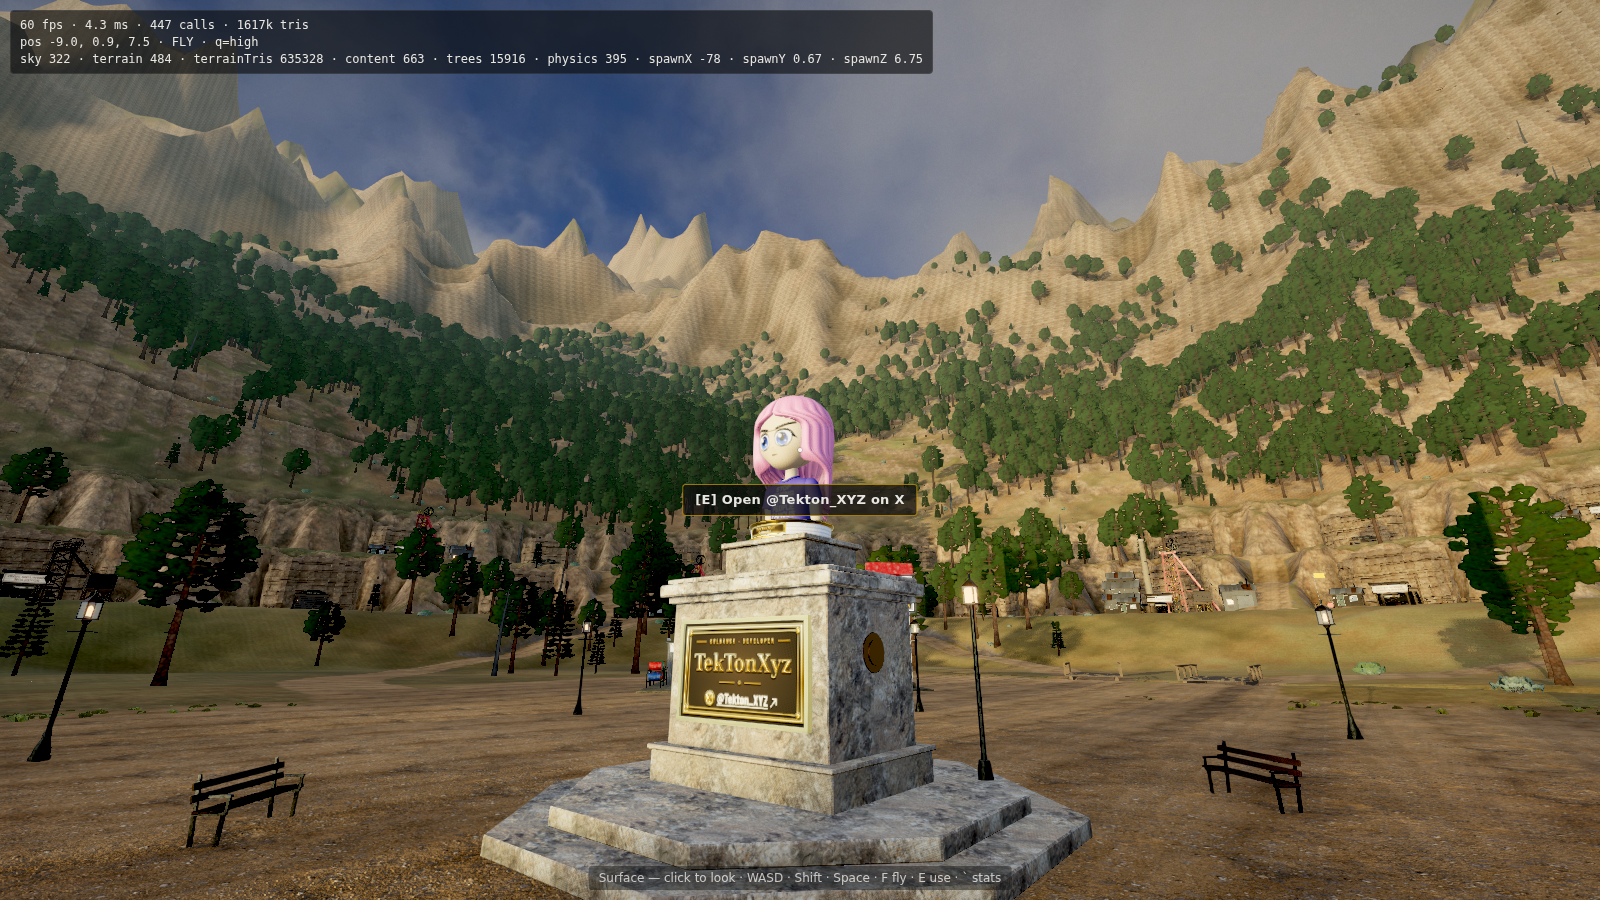 60 fps · 4.3 ms · 447 calls · 1617k tris
pos -9.0, 0.9, 7.5 · FLY · q=high
sky 322 · terrain 484 · terrainTris 635328 · content 663 · trees 15916 · physics 395 · spawnX -78 · spawnY 0.67 · spawnZ 6.75
[E] Open @Tekton_XYZ on X
DEVELOPER
TekTonXyz
@Tekton_XYZ
Surface — click to look · WASD · Shift · Space · F fly · E use · ` stats